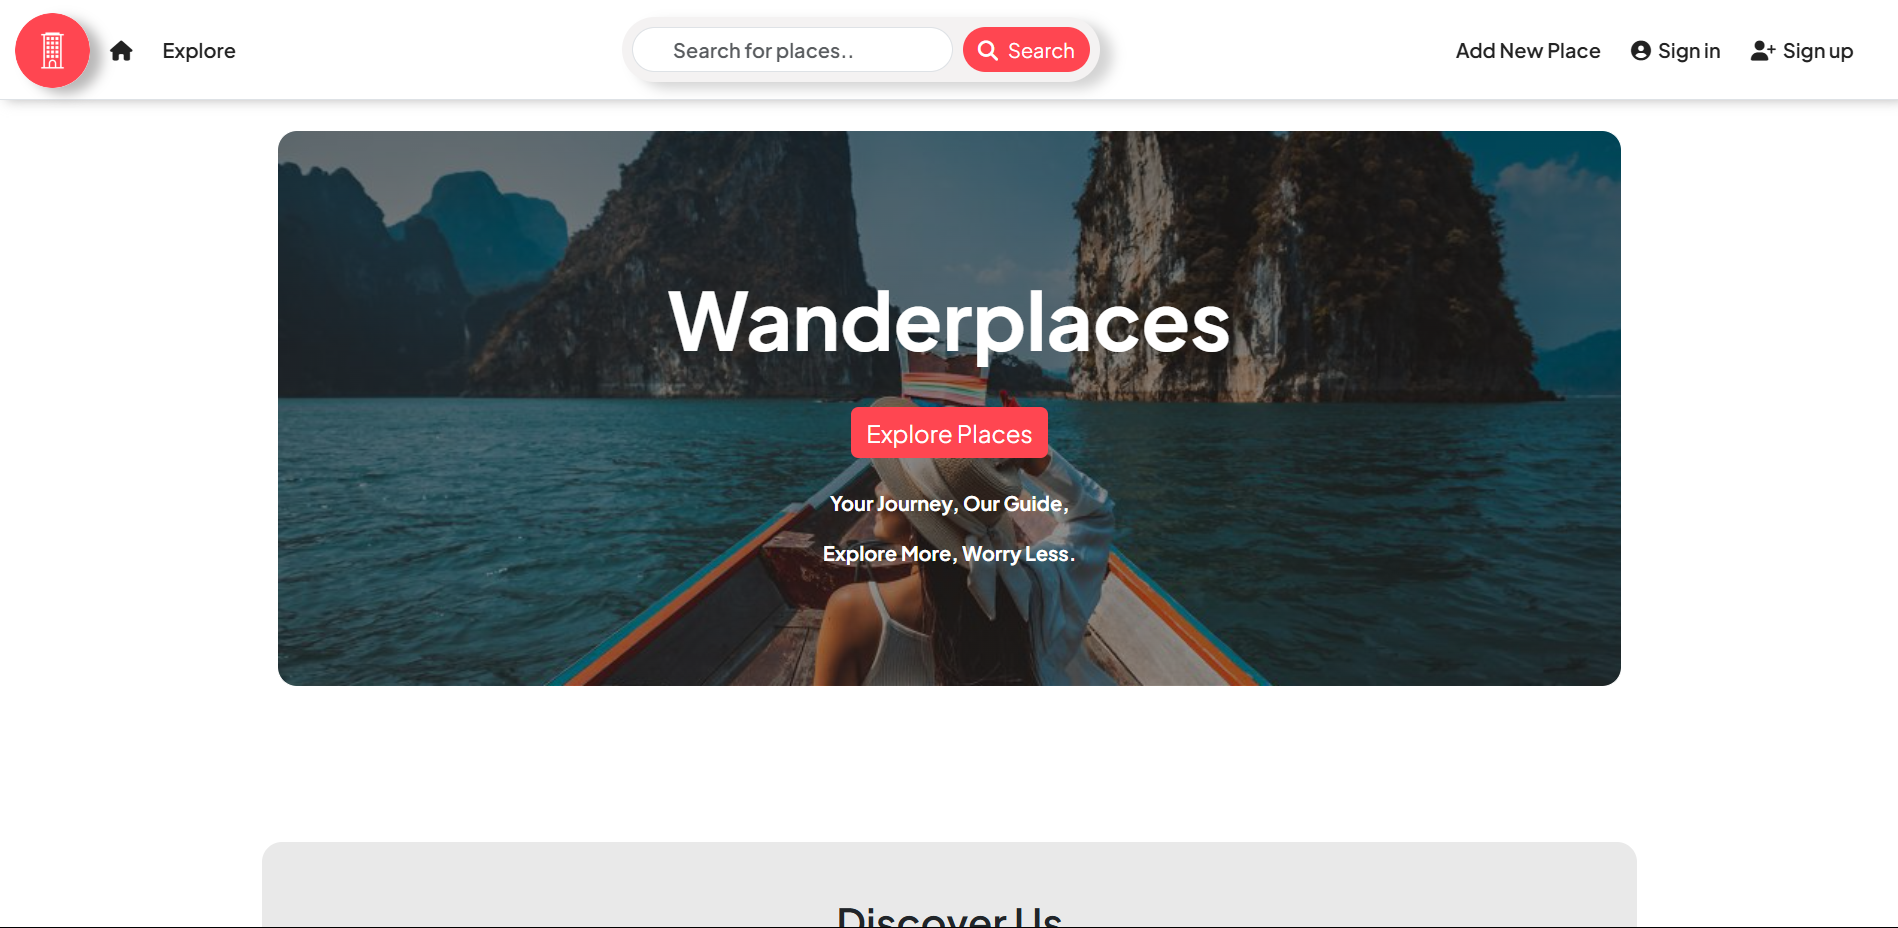 Explore
Search for places..
Search
Add New Place
Sign in
Sign up
Wanderplaces
Explore Places
Your Journey, Our Guide,
Explore More, Worry Less.
Discover Us